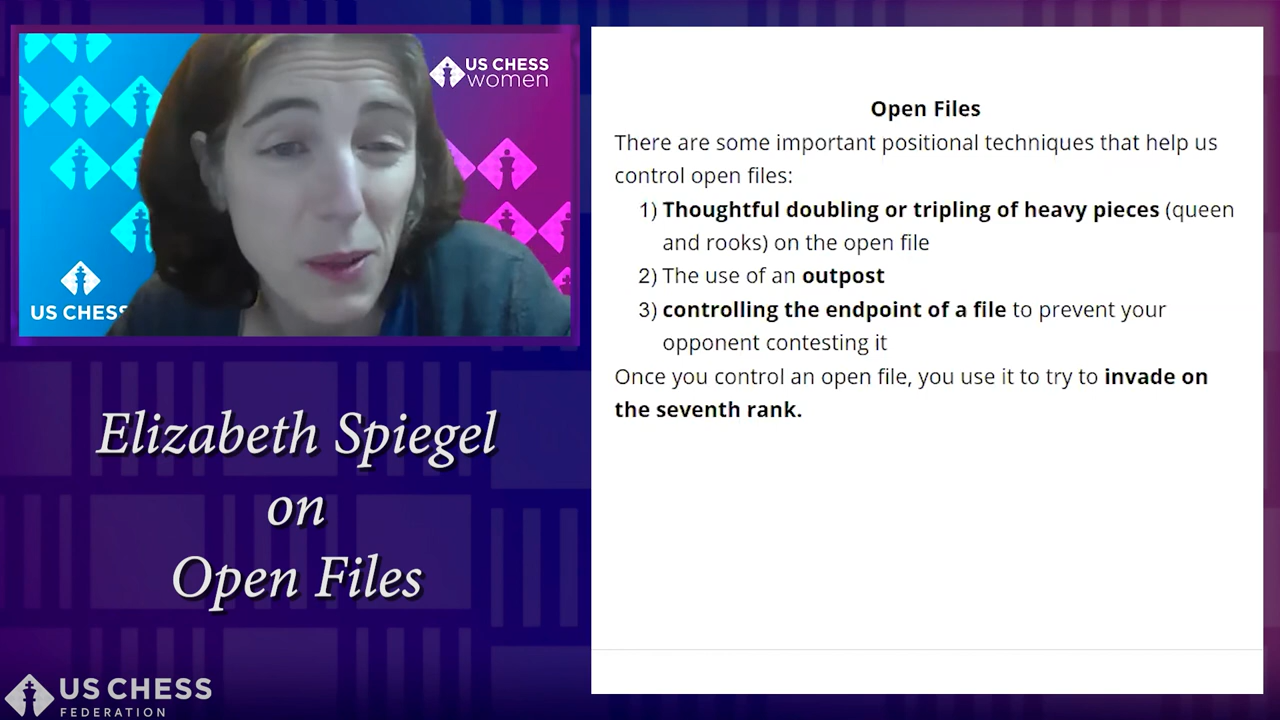 US CHESS
women
US CHESS
Elizabeth Spiegel
on
Open Files
US CHESS
FEDERATION
Open Files
There are some important positional techniques that help us
control open files:
1) Thoughtful doubling or tripling of heavy pieces (queen
and rooks) on the open file
2) The use of an outpost
3) controlling the endpoint of a file to prevent your
opponent contesting it
Once you control an open file, you use it to try to invade on
the seventh rank.